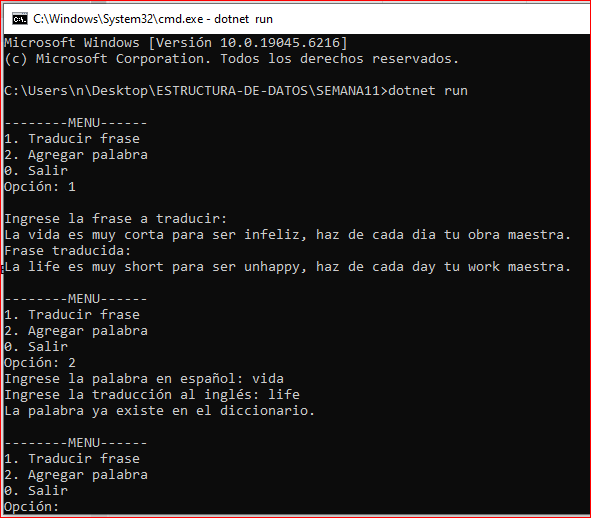 C:\Windows\System32\cmd.exe - dotnet run
Microsoft Windows [Versión 10.0.19045.6216]
(c) Microsoft Corporation. Todos los derechos reservados.
C:\Users\n\Desktop\ESTRUCTURA-DE-DATOS\SEMANA11>dotnet run
--------MENU------
1. Traducir frase
2. Agregar palabra
0. Salir
Opción: 1
Ingrese la frase a traducir:
La vida es muy corta para ser infeliz, haz de cada dia tu obra maestra.
Frase traducida:
La life es muy short para ser unhappy, haz de cada day tu work maestra.
--------MENU------
1. Traducir frase
2. Agregar palabra
0. Salir
Opción: 2
Ingrese la palabra en español: vida
Ingrese la traducción al inglés: life
La palabra ya existe en el diccionario.
--------MENU------
1. Traducir frase
2. Agregar palabra
0. Salir
Opción: